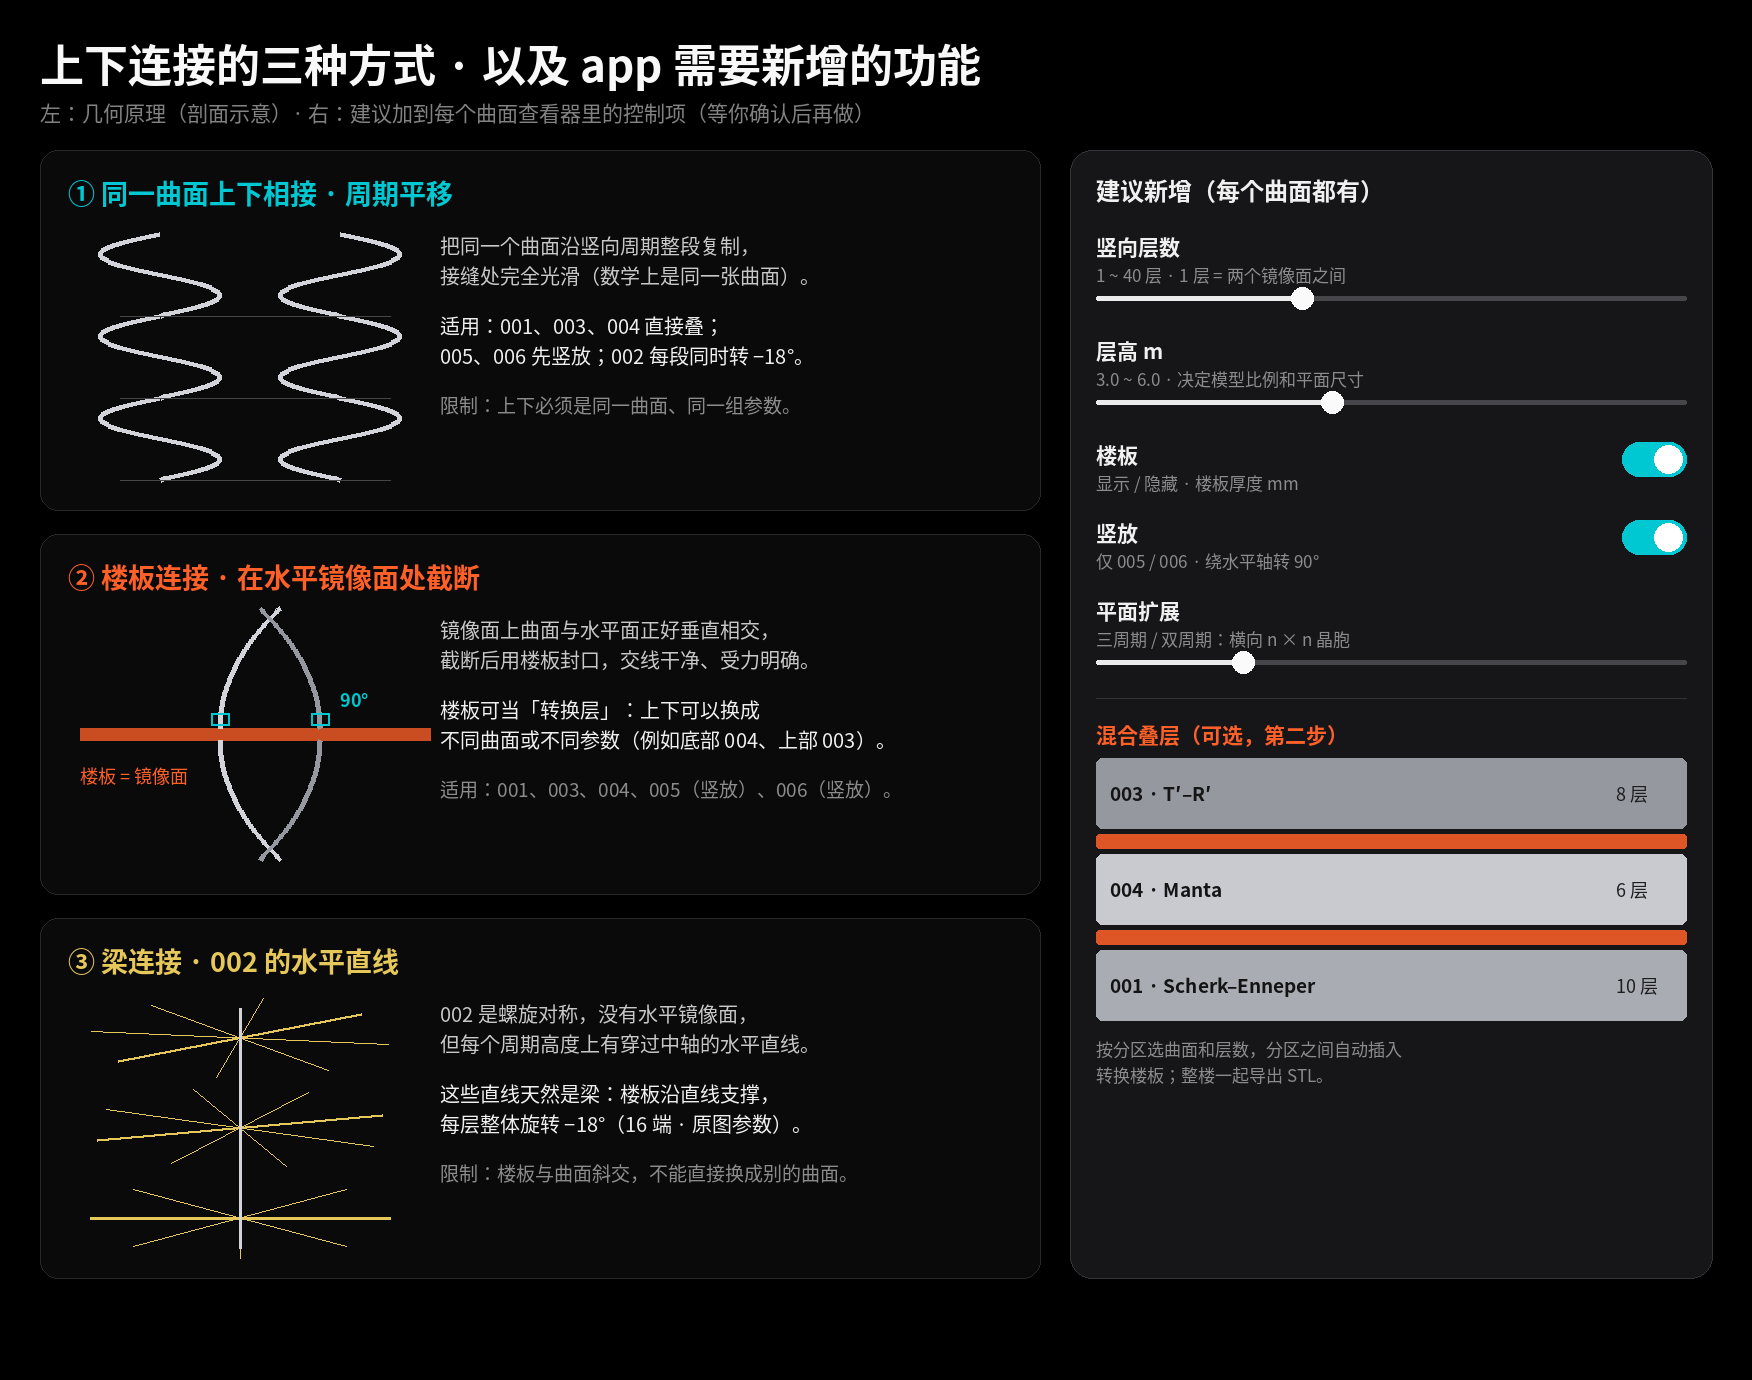 上下连接的三种方式 · 以及 app 需要新增的功能
左：几何原理（剖面示意）· 右：建议加到每个曲面查看器里的控制项（等你确认后再做）
① 同一曲面上下相接 · 周期平移
把同一个曲面沿竖向周期整段复制，
接缝处完全光滑（数学上是同一张曲面）。
适用：001、003、004 直接叠；
005、006 先竖放；002 每段同时转 −18°。
限制：上下必须是同一曲面、同一组参数。
② 楼板连接 · 在水平镜像面处截断
90°
楼板 = 镜像面
镜像面上曲面与水平面正好垂直相交，
截断后用楼板封口，交线干净、受力明确。
楼板可当「转换层」：上下可以换成
不同曲面或不同参数（例如底部 004、上部 003）。
适用：001、003、004、005（竖放）、006（竖放）。
③ 梁连接 · 002 的水平直线
002 是螺旋对称，没有水平镜像面，
但每个周期高度上有穿过中轴的水平直线。
这些直线天然是梁：楼板沿直线支撑，
每层整体旋转 −18°（16 端 · 原图参数）。
限制：楼板与曲面斜交，不能直接换成别的曲面。
建议新增（每个曲面都有）
竖向层数
1 ~ 40 层 · 1 层 = 两个镜像面之间
层高 m
3.0 ~ 6.0 · 决定模型比例和平面尺寸
楼板
显示 / 隐藏 · 楼板厚度 mm
竖放
仅 005 / 006 · 绕水平轴转 90°
平面扩展
三周期 / 双周期：横向 n × n 晶胞
混合叠层（可选，第二步）
003 · T′–R′ 8 层
004 · Manta 6 层
001 · Scherk–Enneper 10 层
按分区选曲面和层数，分区之间自动插入
转换楼板；整楼一起导出 STL。